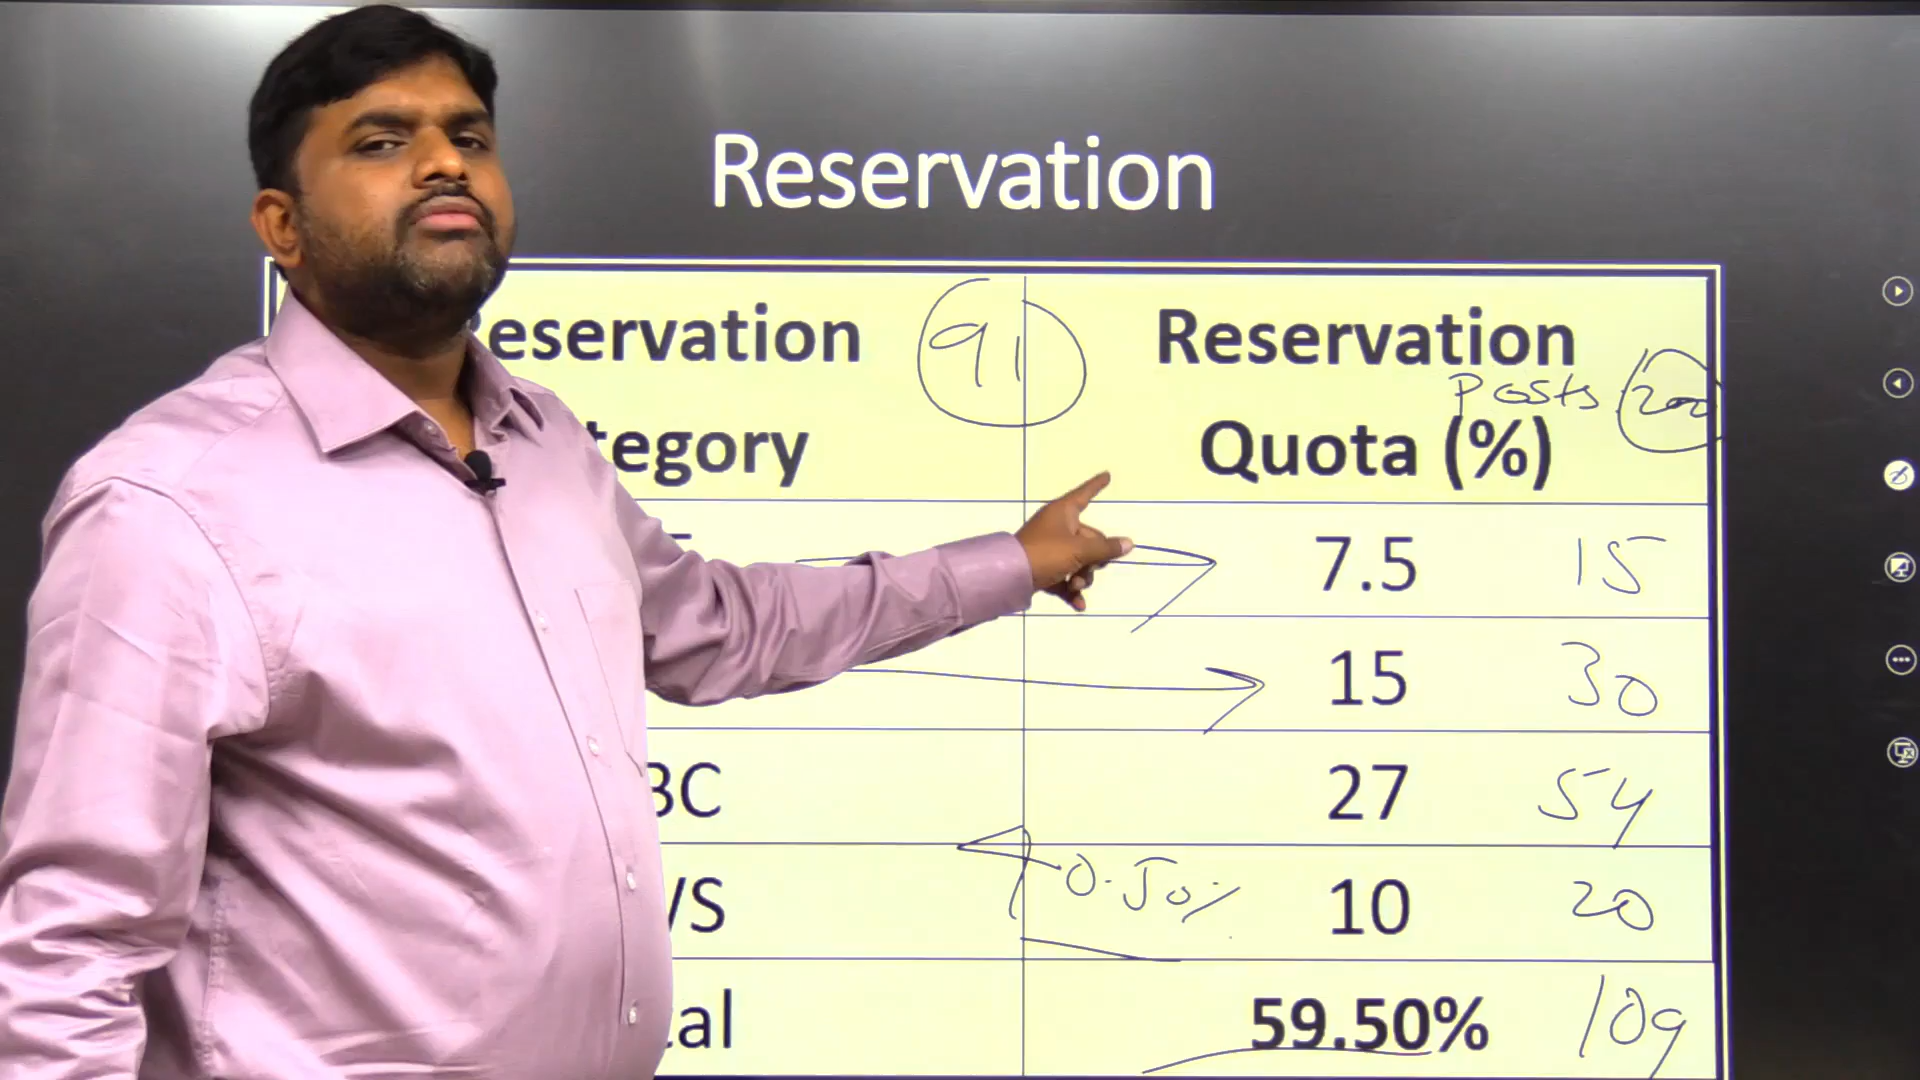 Reservation
eservation 91 Reservation
Posts 200
tegory Quota (%)
7.5 15
15 30
BC 27 54
0.50%
/S 10 20
tal 59.50% 109